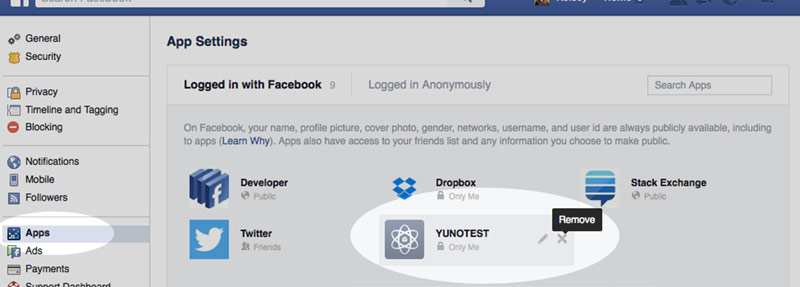 Search Facebook
Home
General
Security
Privacy
Timeline and Tagging
Blocking
Notifications
Mobile
Followers
Apps
Ads
Payments
Support Dashboard
App Settings
Logged in with Facebook 9
Logged in Anonymously
Search Apps
On Facebook, your name, profile picture, cover photo, gender, networks, username, and user id are always publicly available, including
to apps (Learn Why). Apps also have access to your friends list and any information you choose to make public.
Developer
Public
Dropbox
Only Me
Stack Exchange
Public
Twitter
Friends
YUNOTEST
Only Me
Remove